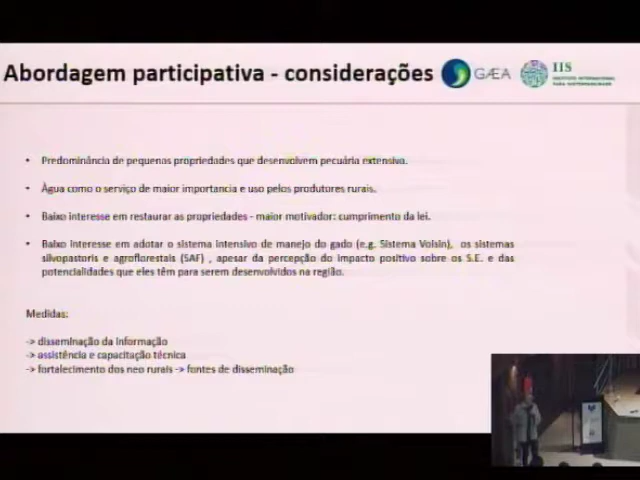 Abordagem participativa - considerações
GÆA
IIS
INSTITUTO INTERNACIONAL
PARA SUSTENTABILIDADE
• Predominância de pequenas propriedades que desenvolvem pecuária extensiva.
• Água como o serviço de maior importancia e uso pelos produtores rurais.
• Baixo interesse em restaurar as propriedades - maior motivador: cumprimento da lei.
• Baixo interesse em adotar o sistema intensivo de manejo do gado (e.g. Sistema Voisin), os sistemas
silvopastoris e agroflorestais (SAF) , apesar da percepção do impacto positivo sobre os S.E. e das
potencialidades que eles têm para serem desenvolvidos na região.
Medidas:
-> disseminação da informação
-> assistência e capacitação técnica
-> fortalecimento dos neo rurais -> fontes de disseminação